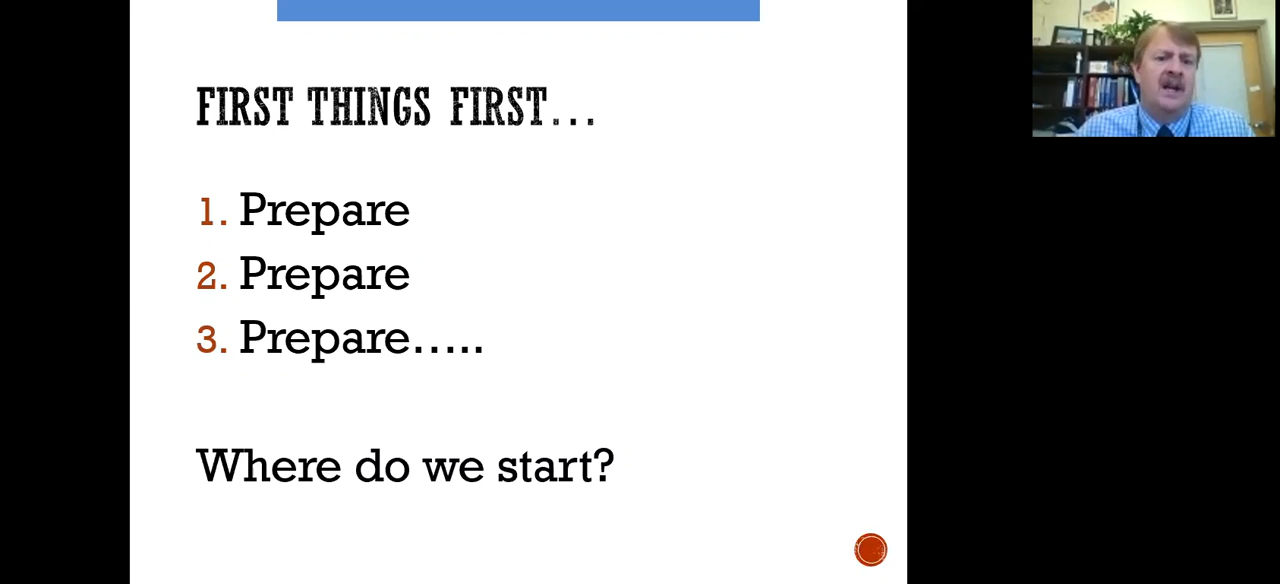 FIRST THINGS FIRST...
1. Prepare
2. Prepare
3. Prepare.....
Where do we start?